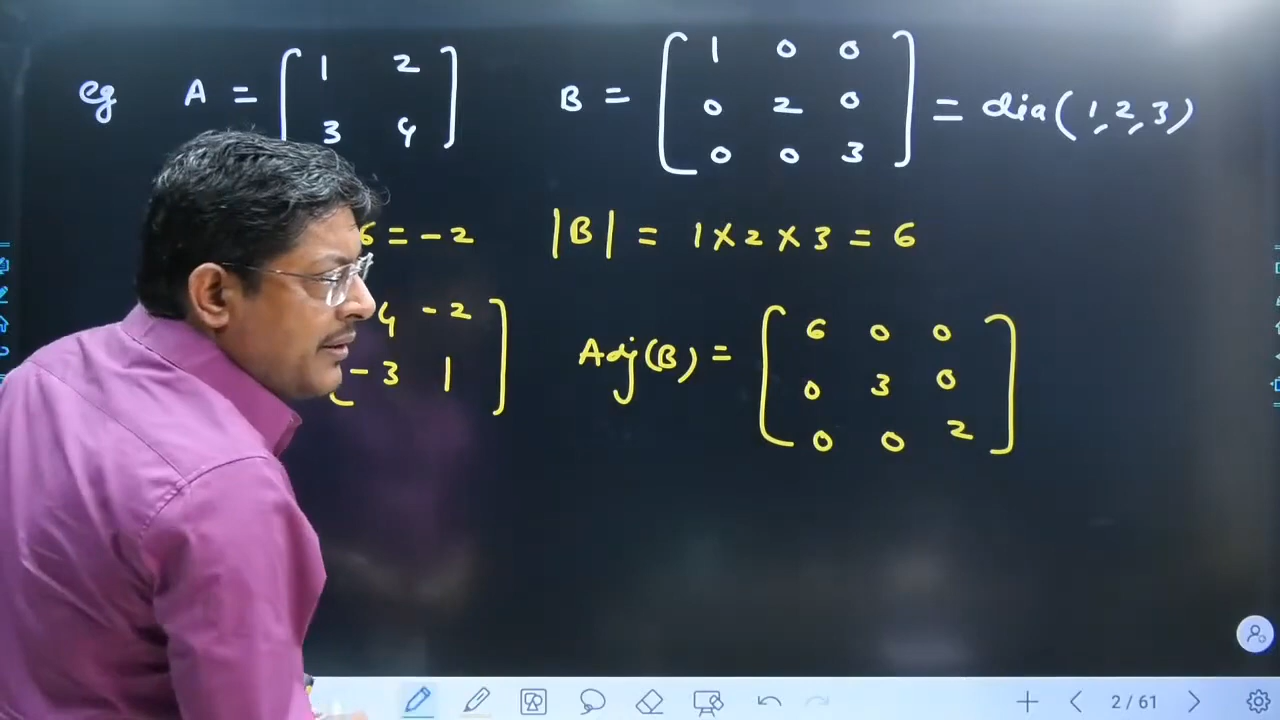 eg A = [ 1 2 B = [ 1 0 0 ] = dia(1,2,3)
3 4 ] 0 2 0
0 0 3
6 = -2 |B| = 1 × 2 × 3 = 6
4 -2 Adj(B) = [ 6 0 0 ]
-3 1 ] 0 3 0
0 0 2
2 / 61